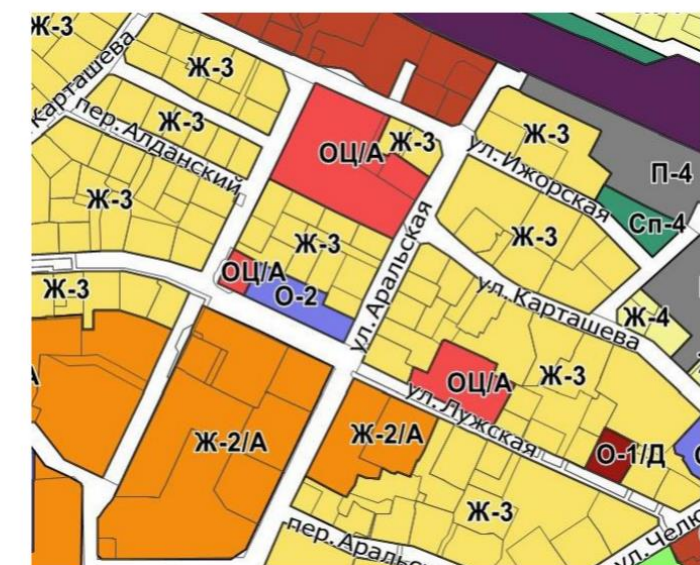 Ж-3
Карташева
Ж-3
пер. Алданский
Ж-3
Ж-3
ОЦ/А
Ж-3
Ж-3
ул.Ижорская
П-4
Сп-4
Ж-3
Ж-3
ОЦ/А
О-2
ул. Аральская
ул. Карташева
Ж-4
Ж-3
ОЦ/А
Ж-3
ул. Лужская
Ж-2/А
Ж-2/А
О-1/Д
Ж-3
пер. Аральс
ул. Челю